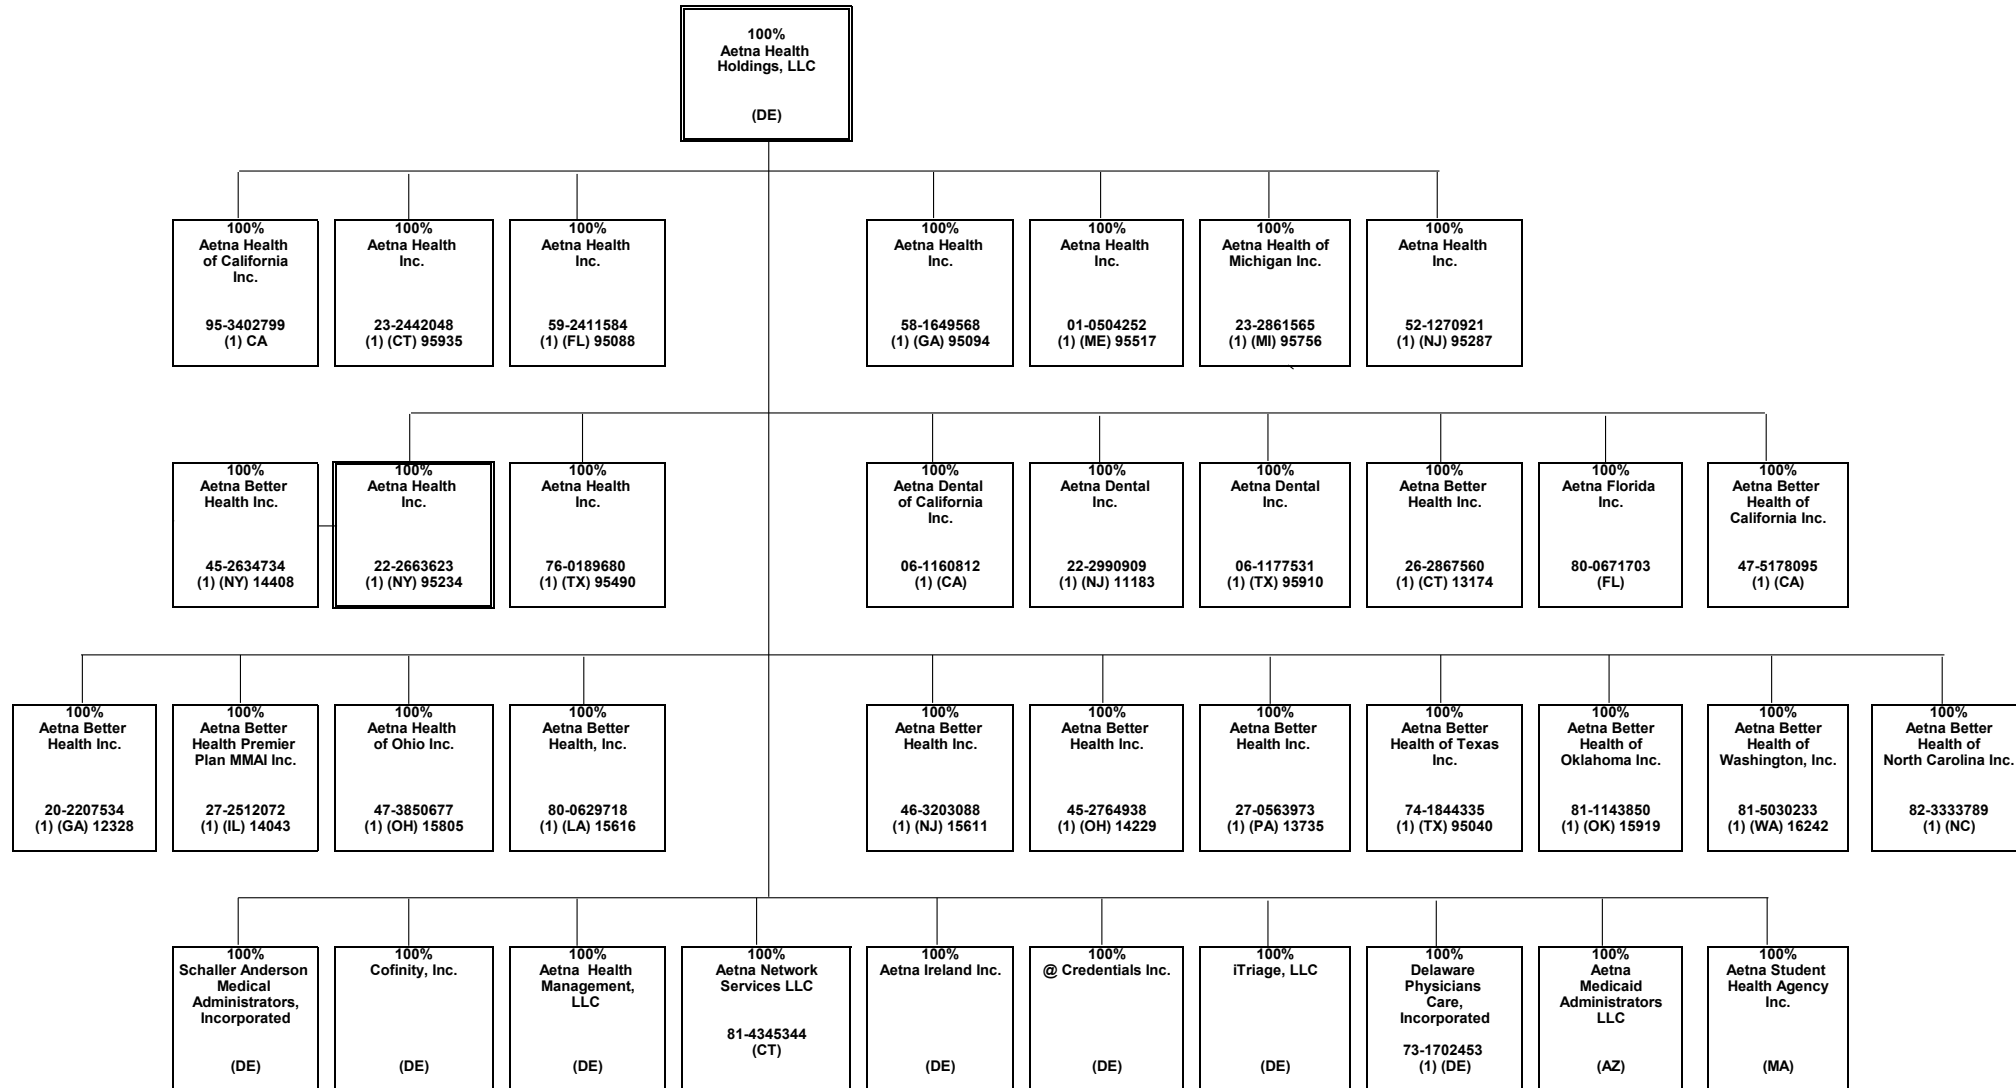 100%
Aetna Health
Holdings, LLC
(DE)
100%
Aetna Health
of California
Inc.
95-3402799
(1) CA
100%
Aetna Health
Inc.
23-2442048
(1) (CT) 95935
100%
Aetna Health
Inc.
59-2411584
(1) (FL) 95088
100%
Aetna Health
Inc.
58-1649568
(1) (GA) 95094
100%
Aetna Health
Inc.
01-0504252
(1) (ME) 95517
100%
Aetna Health of
Michigan Inc.
23-2861565
(1) (MI) 95756
100%
Aetna Health
Inc.
52-1270921
(1) (NJ) 95287
100%
Aetna Better
Health Inc.
45-2634734
(1) (NY) 14408
100%
Aetna Health
Inc.
22-2663623
(1) (NY) 95234
100%
Aetna Health
Inc.
76-0189680
(1) (TX) 95490
100%
Aetna Dental
of California
Inc.
06-1160812
(1) (CA)
100%
Aetna Dental
Inc.
22-2990909
(1) (NJ) 11183
100%
Aetna Dental
Inc.
06-1177531
(1) (TX) 95910
100%
Aetna Better
Health Inc.
26-2867560
(1) (CT) 13174
100%
Aetna Florida
Inc.
80-0671703
(FL)
100%
Aetna Better
Health of
California Inc.
47-5178095
(1) (CA)
100%
Aetna Better
Health Inc.
20-2207534
(1) (GA) 12328
100%
Aetna Better
Health Premier
Plan MMAI Inc.
27-2512072
(1) (IL) 14043
100%
Aetna Health
of Ohio Inc.
47-3850677
(1) (OH) 15805
100%
Aetna Better
Health, Inc.
80-0629718
(1) (LA) 15616
100%
Aetna Better
Health Inc.
46-3203088
(1) (NJ) 15611
100%
Aetna Better
Health Inc.
45-2764938
(1) (OH) 14229
100%
Aetna Better
Health Inc.
27-0563973
(1) (PA) 13735
100%
Aetna Better
Health of Texas
Inc.
74-1844335
(1) (TX) 95040
100%
Aetna Better
Health of
Oklahoma Inc.
81-1143850
(1) (OK) 15919
100%
Aetna Better
Health of
Washington, Inc.
81-5030233
(1) (WA) 16242
100%
Aetna Better
Health of
North Carolina Inc.
82-3333789
(1) (NC)
100%
Schaller Anderson
Medical
Administrators,
Incorporated
(DE)
100%
Cofinity, Inc.
(DE)
100%
Aetna Health
Management,
LLC
(DE)
100%
Aetna Network
Services LLC
81-4345344
(CT)
100%
Aetna Ireland Inc.
(DE)
100%
@ Credentials Inc.
(DE)
100%
iTriage, LLC
(DE)
100%
Delaware
Physicians
Care,
Incorporated
73-1702453
(1) (DE)
100%
Aetna
Medicaid
Administrators
LLC
(AZ)
100%
Aetna Student
Health Agency
Inc.
(MA)